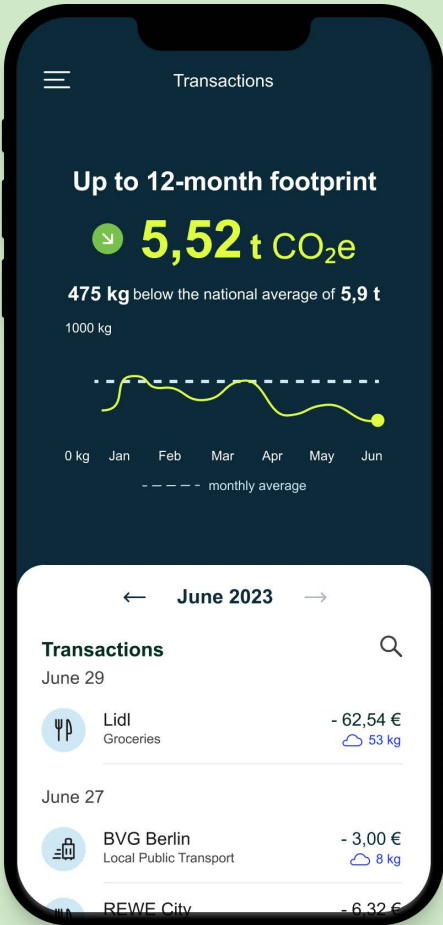 Transactions
Up to 12-month footprint
5,52 t CO₂e
475 kg below the national average of 5,9 t
1000 kg
0 kg Jan Feb Mar Apr May Jun
- - - - - monthly average
← June 2023 →
Transactions
June 29
Lidl - 62,54 €
Groceries 53 kg
June 27
BVG Berlin - 3,00 €
Local Public Transport 8 kg
REWE City - 6,32 €